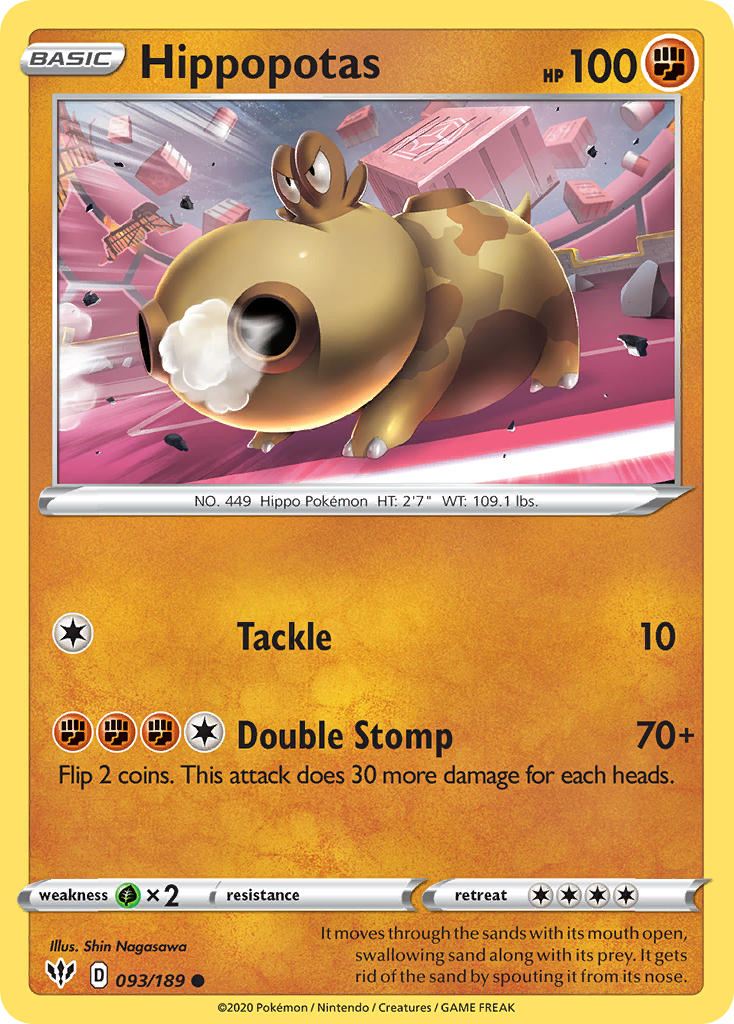 BASIC Hippopotas HP 100
NO. 449 Hippo Pokémon HT: 2'7" WT: 109.1 lbs.
Tackle 10
Double Stomp 70+
Flip 2 coins. This attack does 30 more damage for each heads.
weakness ×2 resistance retreat
Illus. Shin Nagasawa
It moves through the sands with its mouth open,
swallowing sand along with its prey. It gets
rid of the sand by spouting it from its nose.
D 093/189
©2020 Pokémon / Nintendo / Creatures / GAME FREAK